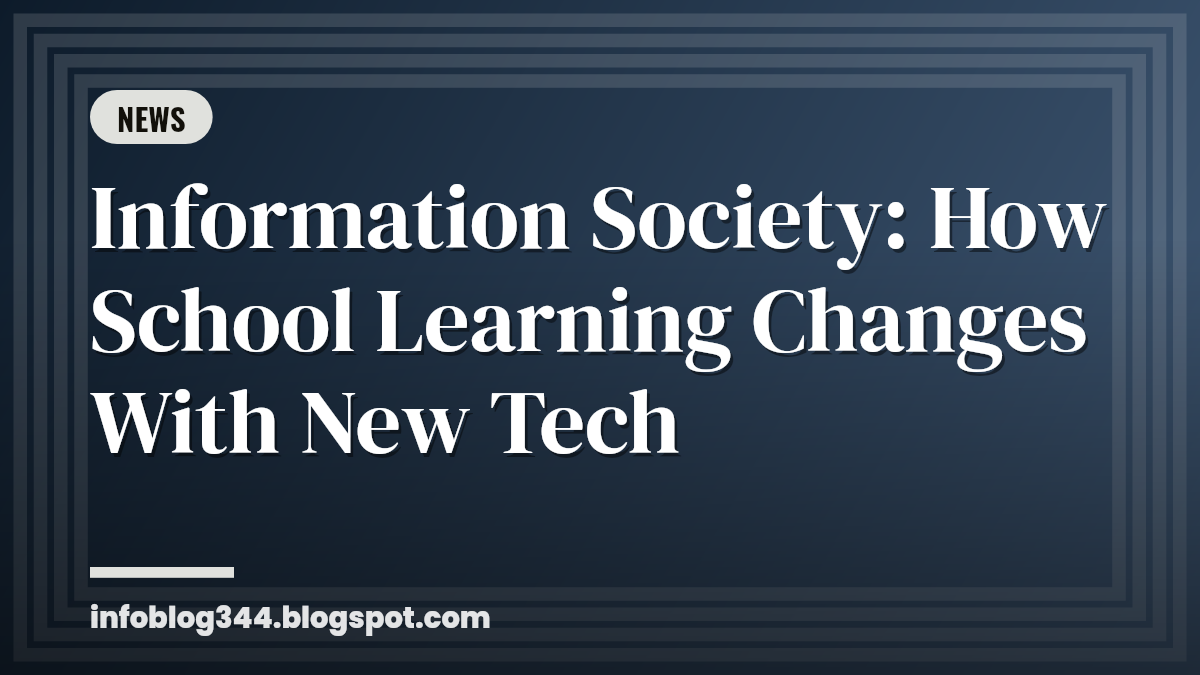 NEWS
Information Society: How
School Learning Changes
With New Tech
infoblog344.blogspot.com